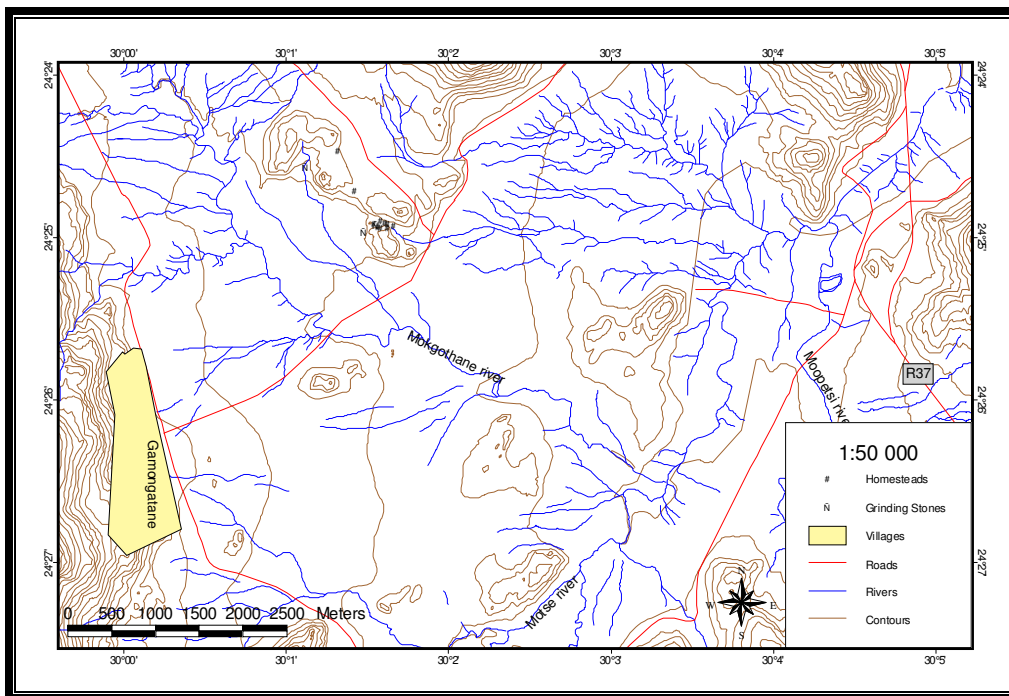 30°00' 30°1' 30°2' 30°3' 30°4' 30°5'
24°24' 24°24'
Ñ
24°25' 24°25'
Ñ
Mokgothane river
Moopetsi rive
R37
24°26' 24°26'
Gamongatane
1:50 000
# Homesteads
Ñ Grinding Stones
Villages
Roads
Rivers
Contours
24°27' 24°27'
N
W E
S
Motse river
0 500 1000 1500 2000 2500 Meters
30°00' 30°1' 30°2' 30°3' 30°4' 30°5'